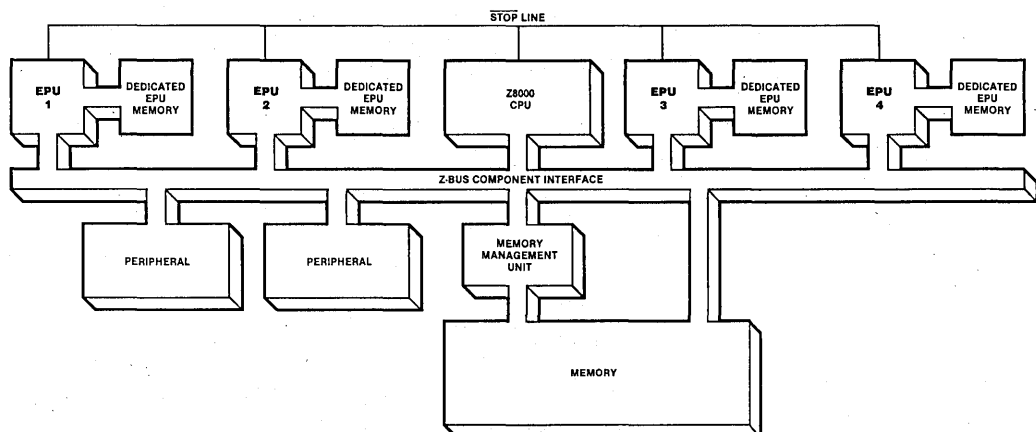 STOP LINE
EPU
1
DEDICATED
EPU
MEMORY
EPU
2
DEDICATED
EPU
MEMORY
Z8000
CPU
EPU
3
DEDICATED
EPU
MEMORY
EPU
4
DEDICATED
EPU
MEMORY
Z-BUS COMPONENT INTERFACE
PERIPHERAL
PERIPHERAL
MEMORY
MANAGEMENT
UNIT
MEMORY